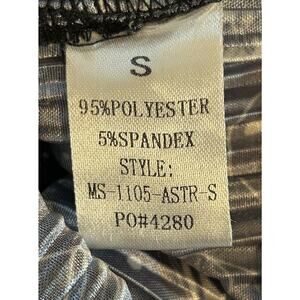 S
95%POLYESTER
5%SPANDEX
STYLE:
MS-1105-ASTR-S
PO#4280